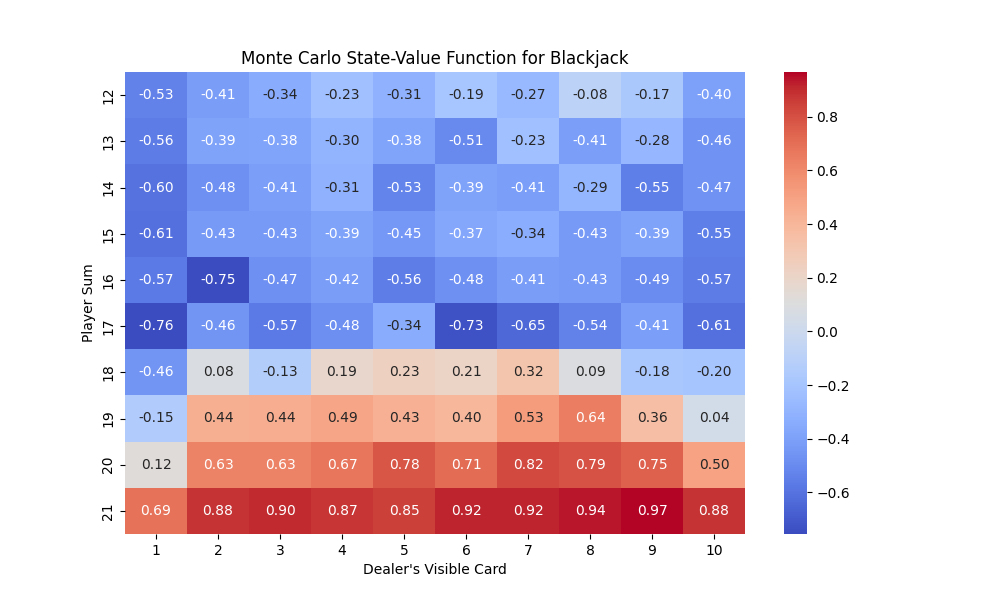 Monte Carlo State-Value Function for Blackjack
12 -0.53 -0.41 -0.34 -0.23 -0.31 -0.19 -0.27 -0.08 -0.17 -0.40
13 -0.56 -0.39 -0.38 -0.30 -0.38 -0.51 -0.23 -0.41 -0.28 -0.46
14 -0.60 -0.48 -0.41 -0.31 -0.53 -0.39 -0.41 -0.29 -0.55 -0.47
15 -0.61 -0.43 -0.43 -0.39 -0.45 -0.37 -0.34 -0.43 -0.39 -0.55
16 -0.57 -0.75 -0.47 -0.42 -0.56 -0.48 -0.41 -0.43 -0.49 -0.57
17 -0.76 -0.46 -0.57 -0.48 -0.34 -0.73 -0.65 -0.54 -0.41 -0.61
18 -0.46 0.08 -0.13 0.19 0.23 0.21 0.32 0.09 -0.18 -0.20
19 -0.15 0.44 0.44 0.49 0.43 0.40 0.53 0.64 0.36 0.04
20 0.12 0.63 0.63 0.67 0.78 0.71 0.82 0.79 0.75 0.50
21 0.69 0.88 0.90 0.87 0.85 0.92 0.92 0.94 0.97 0.88
1 2 3 4 5 6 7 8 9 10
Dealer's Visible Card
Player Sum
0.8
0.6
0.4
0.2
0.0
−0.2
−0.4
−0.6